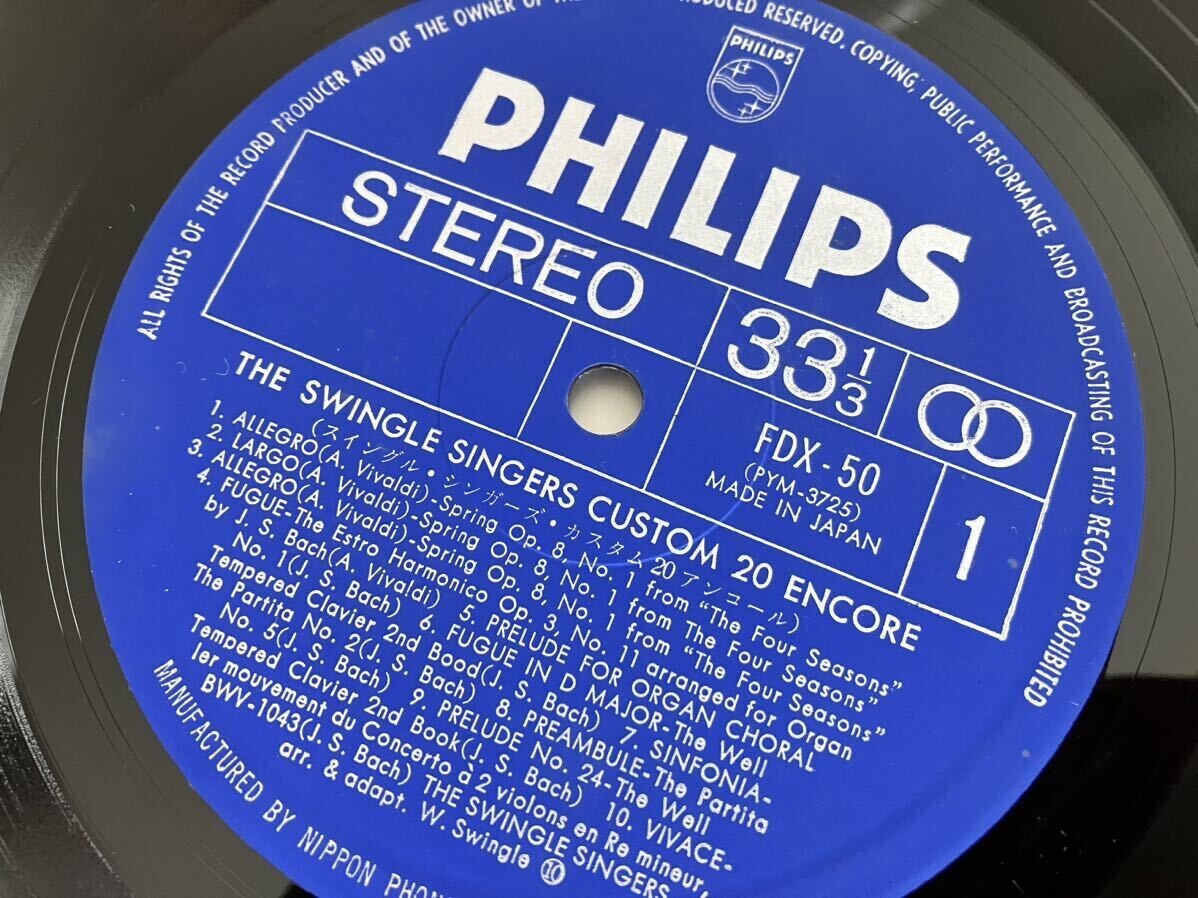 ALL RIGHTS OF THE RECORD PRODUCER AND OF THE OWNER OF THE RODUCED RESERVED. COPYING, PUBLIC PERFORMANCE AND BROADCASTING OF THIS RECORD PROHIBITED
PHILIPS
PHILIPS
STEREO
33 1/3
FDX-50
(PYM-3725)
MADE IN JAPAN
1
THE SWINGLE SINGERS CUSTOM 20 ENCORE
(スイングル・シンガーズ・カスタム20アンコール)
1. ALLEGRO(A. Vivaldi)-Spring Op. 8, No. 1 from "The Four Seasons"
2. LARGO(A. Vivaldi)-Spring Op. 8, No. 1 from "The Four Seasons"
3. ALLEGRO(A. Vivaldi)-Spring Op. 8, No. 1 from "The Four Seasons"
4. FUGUE-The Estro Harmonico Op. 3, No. 11 arranged for Organ
by J. S. Bach(A. Vivaldi) 5. PRELUDE FOR ORGAN CHORAL
No. 1(J. S. Bach) 6. FUGUE IN D MAJOR-The Well
Tempered Clavier 2nd Bood(J. S. Bach) 7. SINFONIA-
The Partita No. 2(J. S. Bach) 8. PREAMBULE-The Partita
No. 5(J. S. Bach) 9. PRELUDE No. 24-The Well
Tempered Clavier 2nd Book(J. S. Bach) 10. VIVACE-
1er mouvement du Concerto à 2 violons en Re mineur,
BWV-1043(J. S. Bach) THE SWINGLE SINGERS
arr. & adapt. W. Swingle ⑩
MANUFACTURED BY NIPPON PHON